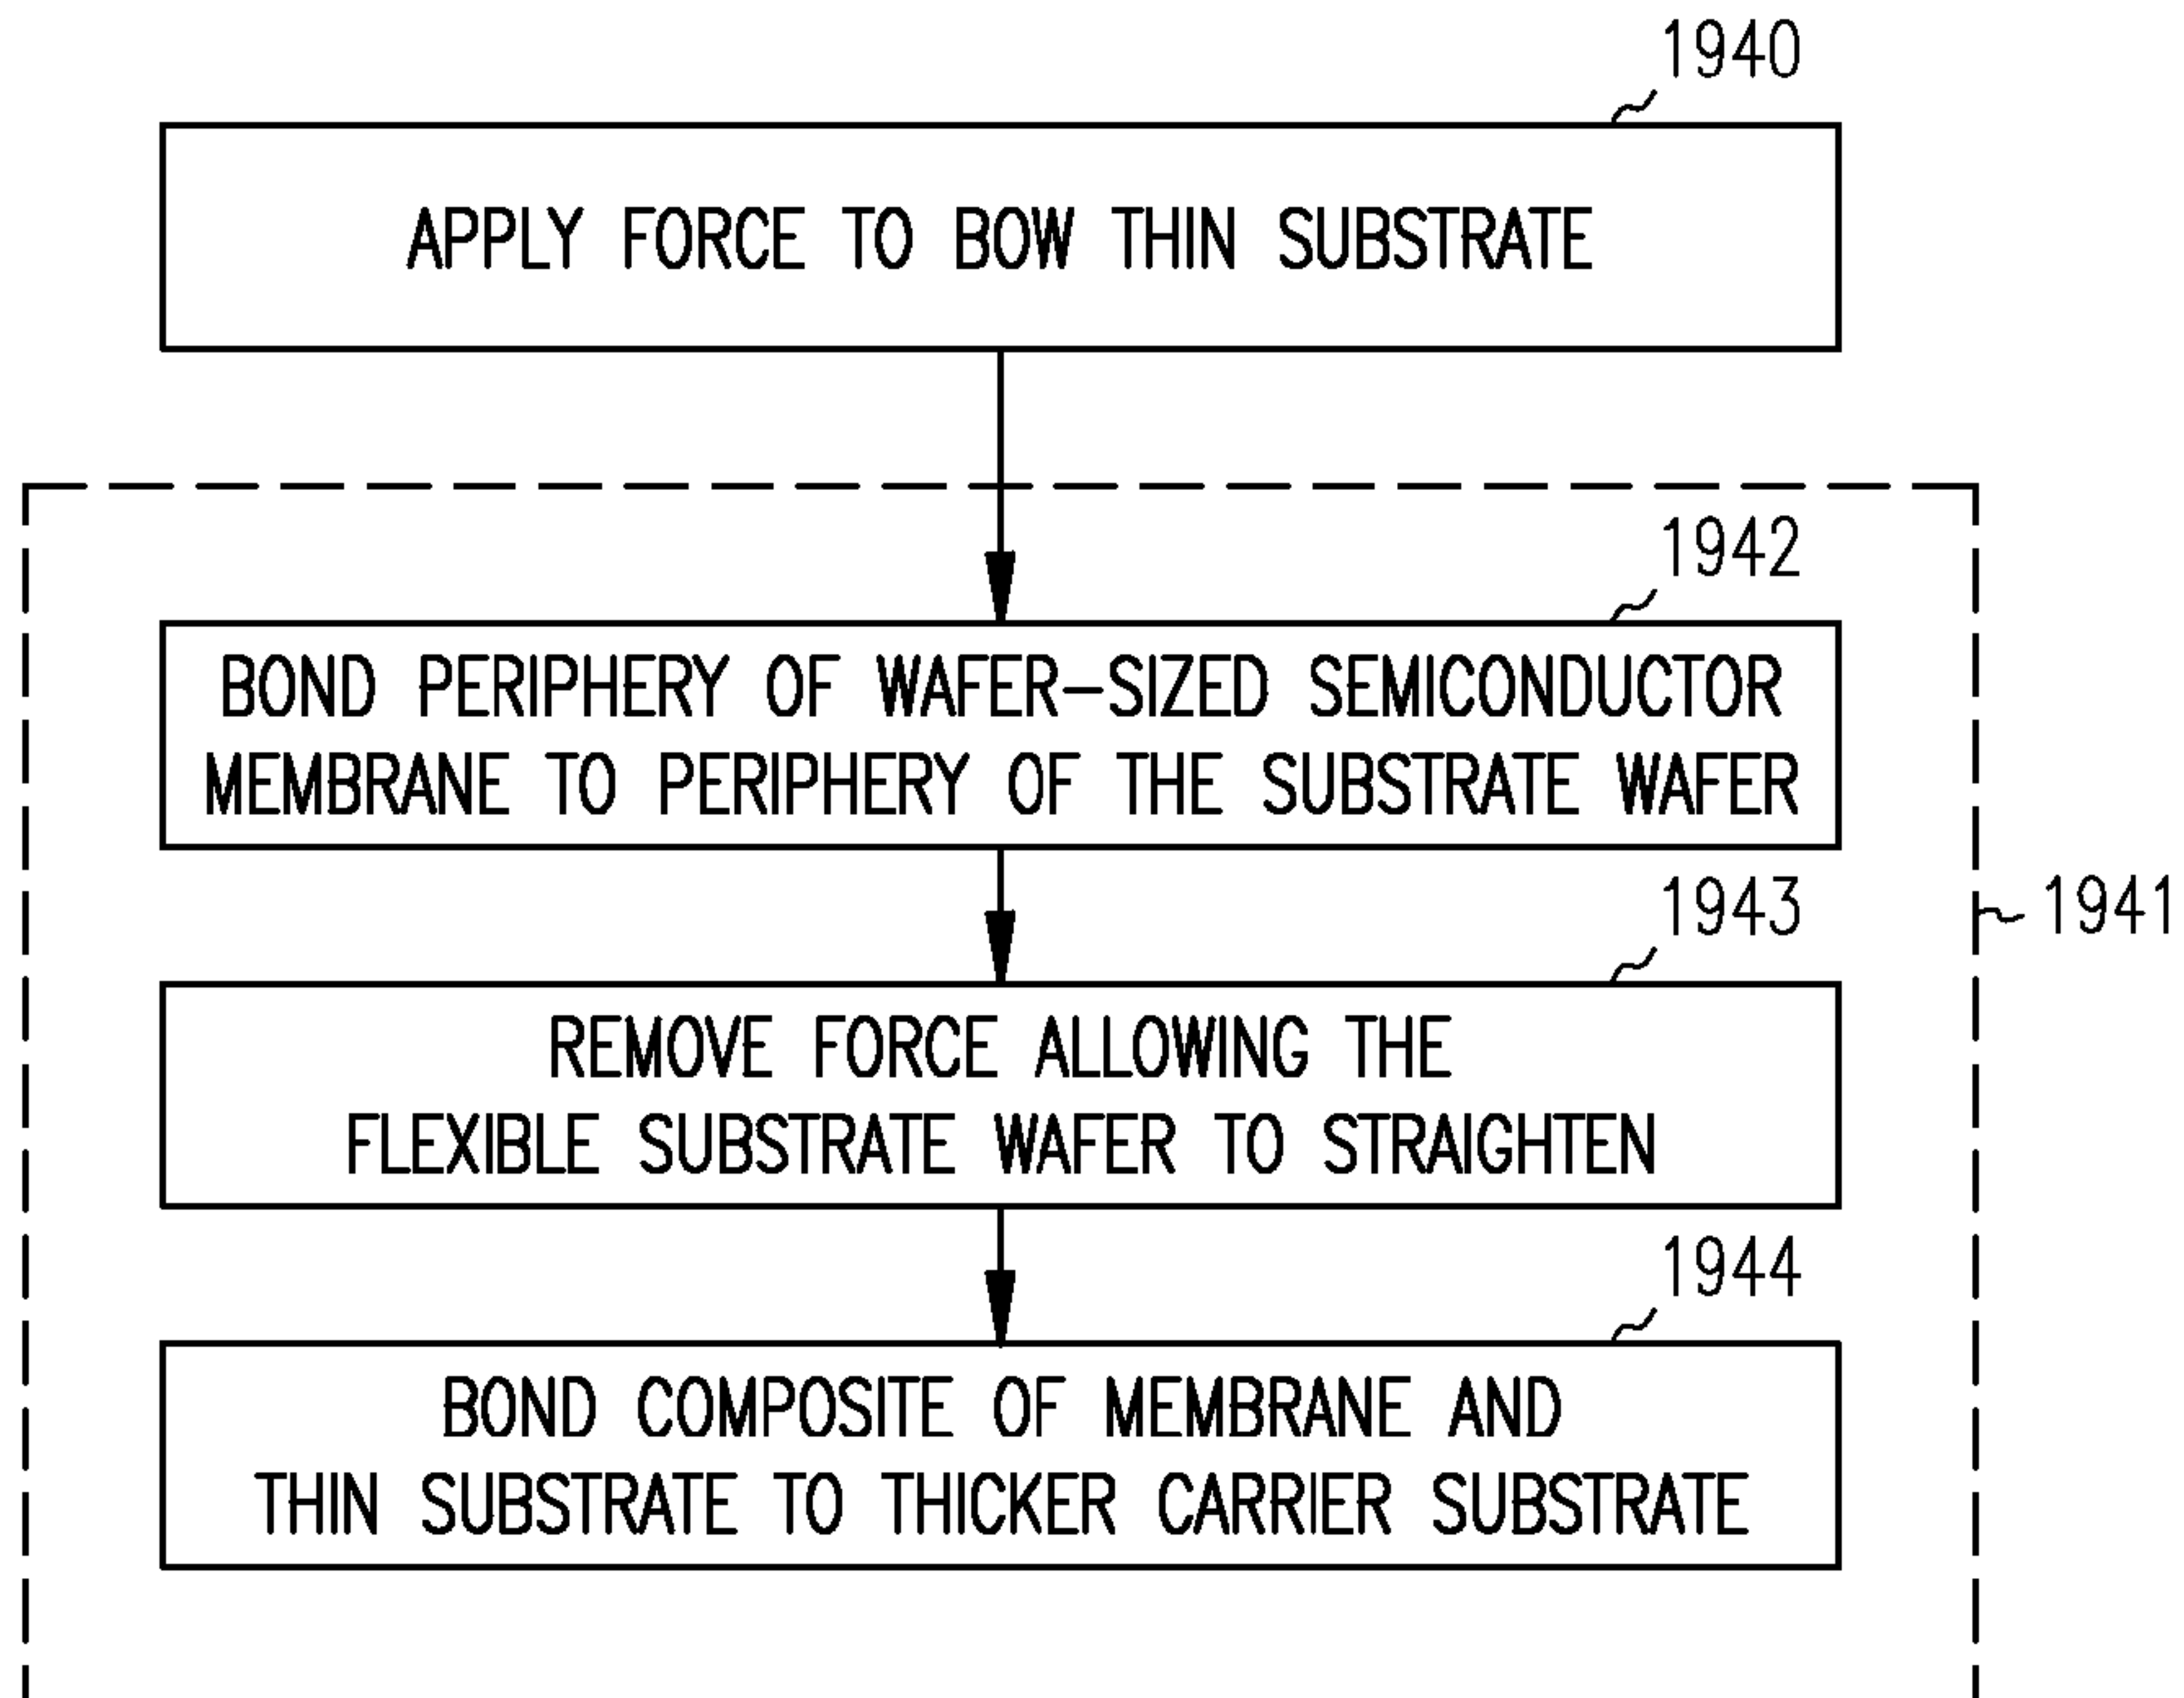 1940
APPLY FORCE TO BOW THIN SUBSTRATE
1942
BOND PERIPHERY OF WAFER-SIZED SEMICONDUCTOR
MEMBRANE TO PERIPHERY OF THE SUBSTRATE WAFER
1943
1941
REMOVE FORCE ALLOWING THE
FLEXIBLE SUBSTRATE WAFER TO STRAIGHTEN
1944
BOND COMPOSITE OF MEMBRANE AND
THIN SUBSTRATE TO THICKER CARRIER SUBSTRATE